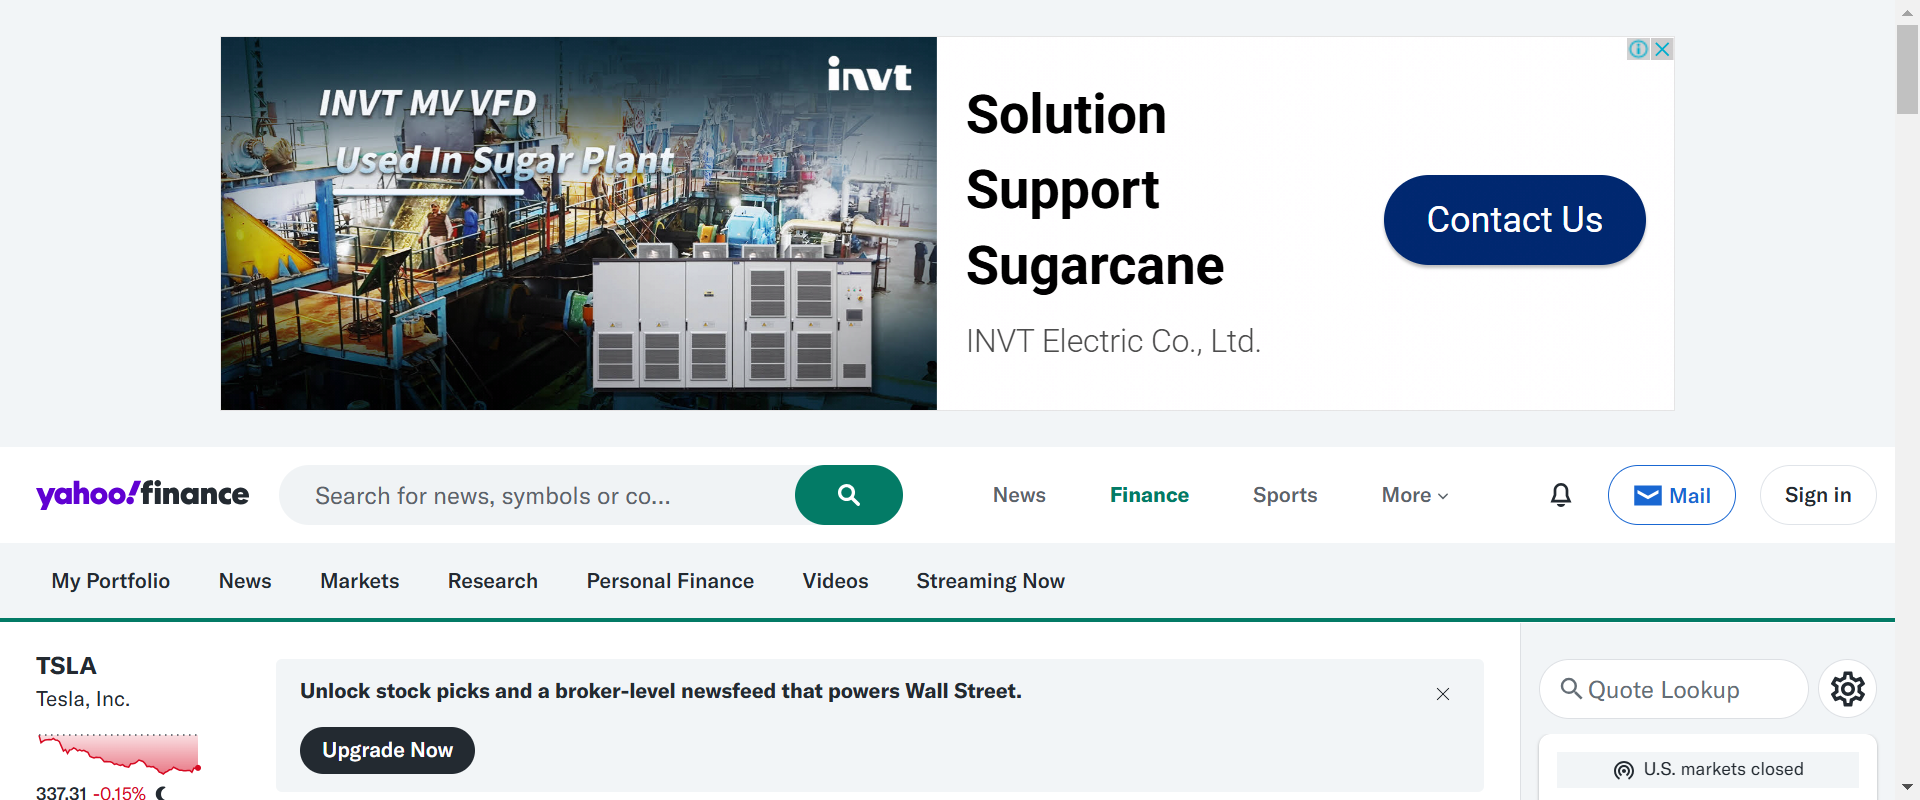 INVT MV VFD
Used In Sugar Plant
invt
Solution
Support
Sugarcane
INVT Electric Co., Ltd.
Contact Us
yahoo!finance
Search for news, symbols or co...
News
Finance
Sports
More
Mail
Sign in
My Portfolio
News
Markets
Research
Personal Finance
Videos
Streaming Now
TSLA
Tesla, Inc.
337.31 -0.15%
Unlock stock picks and a broker-level newsfeed that powers Wall Street.
Upgrade Now
Quote Lookup
U.S. markets closed